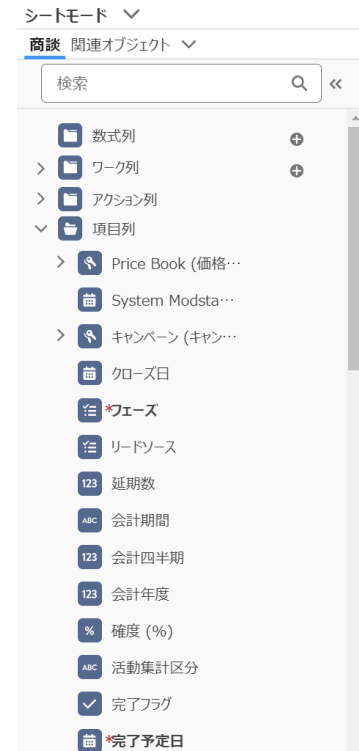 シートモード
商談 関連オブジェクト
検索
数式列
ワーク列
アクション列
項目列
Price Book (価格…
System Modsta…
キャンペーン (キャン…
クローズ日
*フェーズ
リードソース
123 延期数
ABC 会計期間
123 会計四半期
123 会計年度
% 確度 (%)
ABC 活動集計区分
完了フラグ
*完了予定日